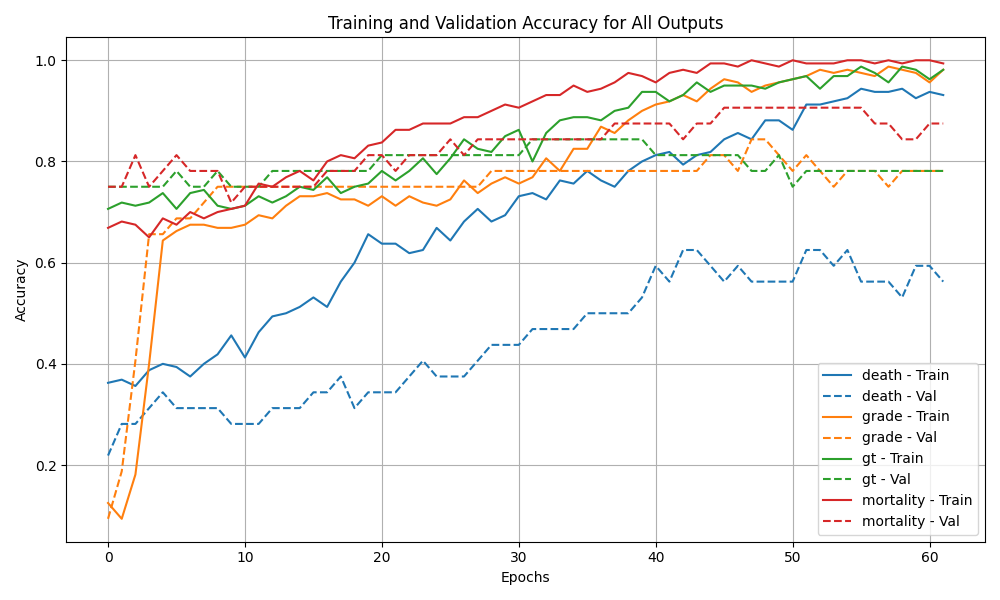 Training and Validation Accuracy for All Outputs
1.0
0.8
0.6
0.4
0.2
Accuracy
0 10 20 30 40 50 60
Epochs
death - Train
death - Val
grade - Train
grade - Val
gt - Train
gt - Val
mortality - Train
mortality - Val